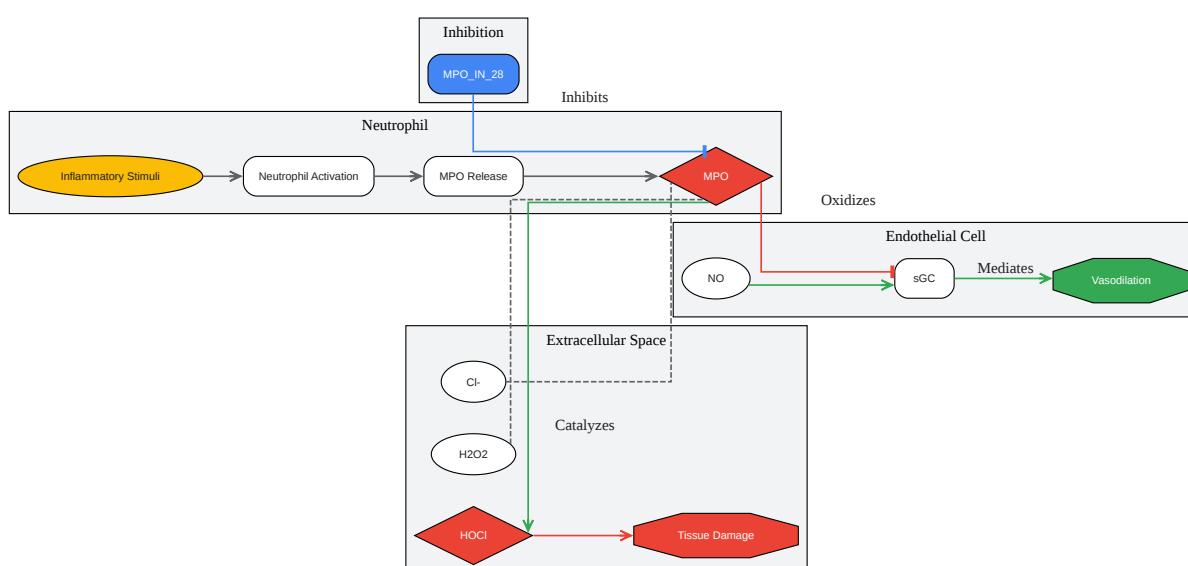 Inhibition
MPO_IN_28
Inhibits
Neutrophil
Inflammatory Stimuli
Neutrophil Activation
MPO Release
MPO
Oxidizes
Endothelial Cell
NO
sGC
Mediates
Vasodilation
Extracellular Space
Cl-
Catalyzes
H2O2
HOCl
Tissue Damage